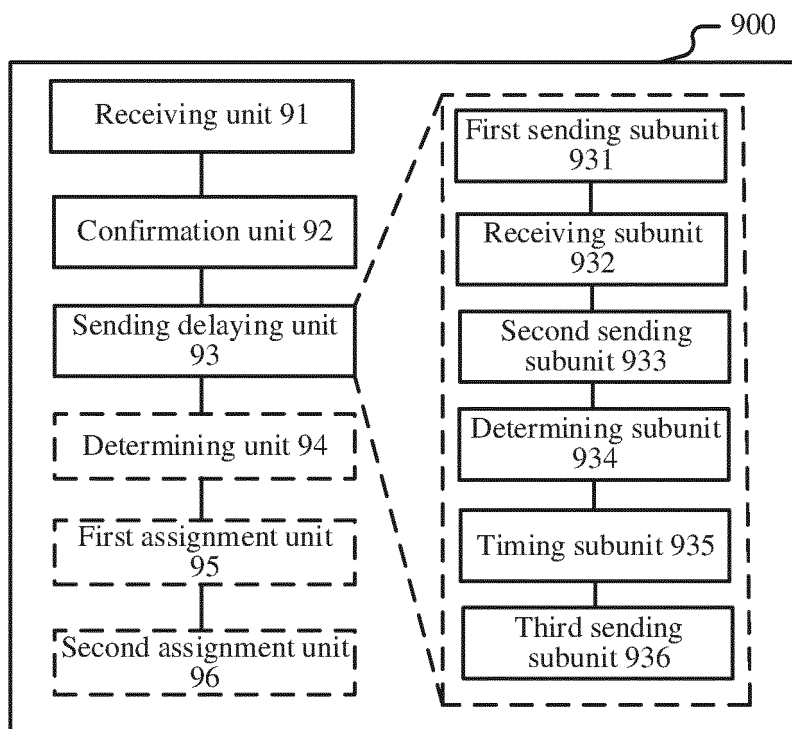 900
Receiving unit 91
Confirmation unit 92
Sending delaying unit
93
Determining unit 94
First assignment unit
95
Second assignment unit
96
First sending subunit
931
Receiving subunit
932
Second sending
subunit 933
Determining subunit
934
Timing subunit 935
Third sending
subunit 936